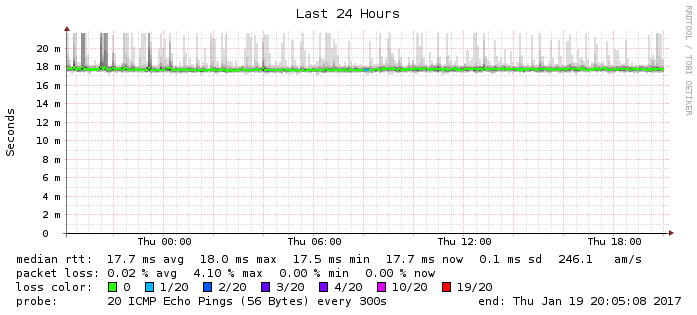 Last 24 Hours
RRDTOOL / TOBI OETIKER
Seconds
20 m
18 m
16 m
14 m
12 m
10 m
8 m
6 m
4 m
2 m
0
Thu 00:00 Thu 06:00 Thu 12:00 Thu 18:00
median rtt: 17.7 ms avg 18.0 ms max 17.5 ms min 17.7 ms now 0.1 ms sd 246.1 am/s
packet loss: 0.02 % avg 4.10 % max 0.00 % min 0.00 % now
loss color: 0 1/20 2/20 3/20 4/20 10/20 19/20
probe: 20 ICMP Echo Pings (56 Bytes) every 300s end: Thu Jan 19 20:05:08 2017